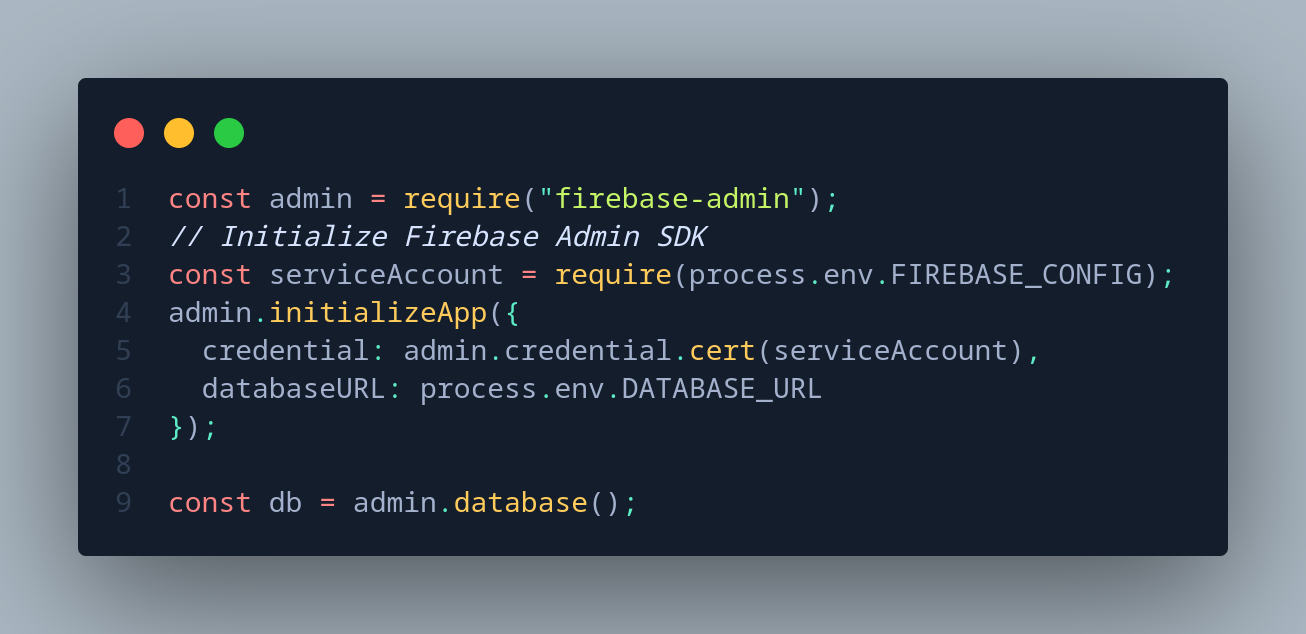 1 const admin = require("firebase-admin");
2 // Initialize Firebase Admin SDK
3 const serviceAccount = require(process.env.FIREBASE_CONFIG);
4 admin.initializeApp({
5   credential: admin.credential.cert(serviceAccount),
6   databaseURL: process.env.DATABASE_URL
7 });
8
9 const db = admin.database();